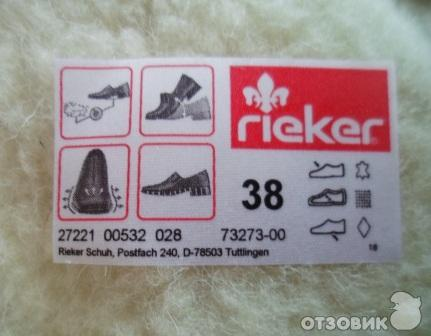 rieker
38
27221 00532 028 73273-00
18
Rieker Schuh, Postfach 240, D-78503 Tuttlingen
ОТЗОВИК